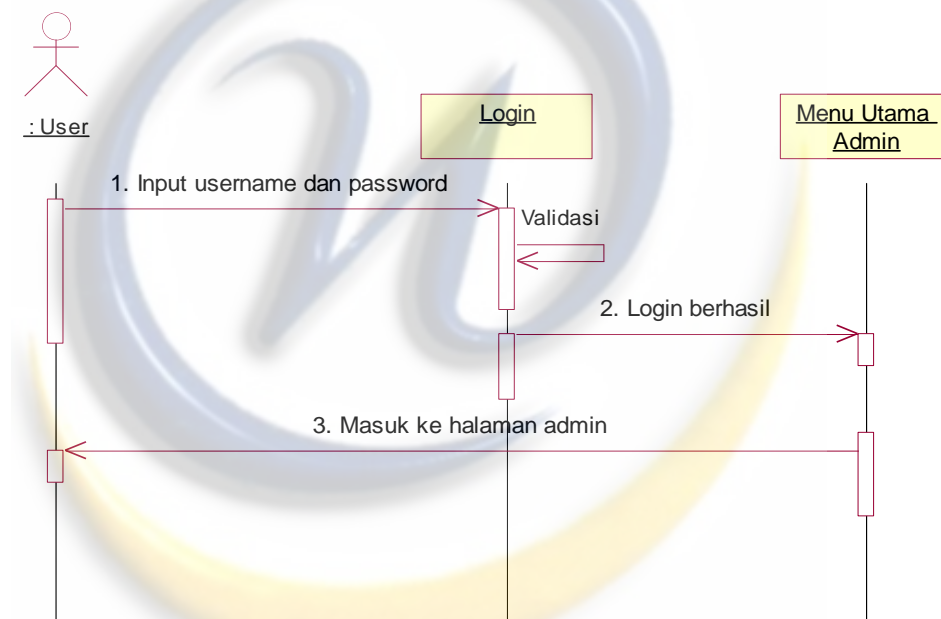 : User
Login
Menu Utama
Admin
1. Input username dan password
Validasi
2. Login berhasil
3. Masuk ke halaman admin